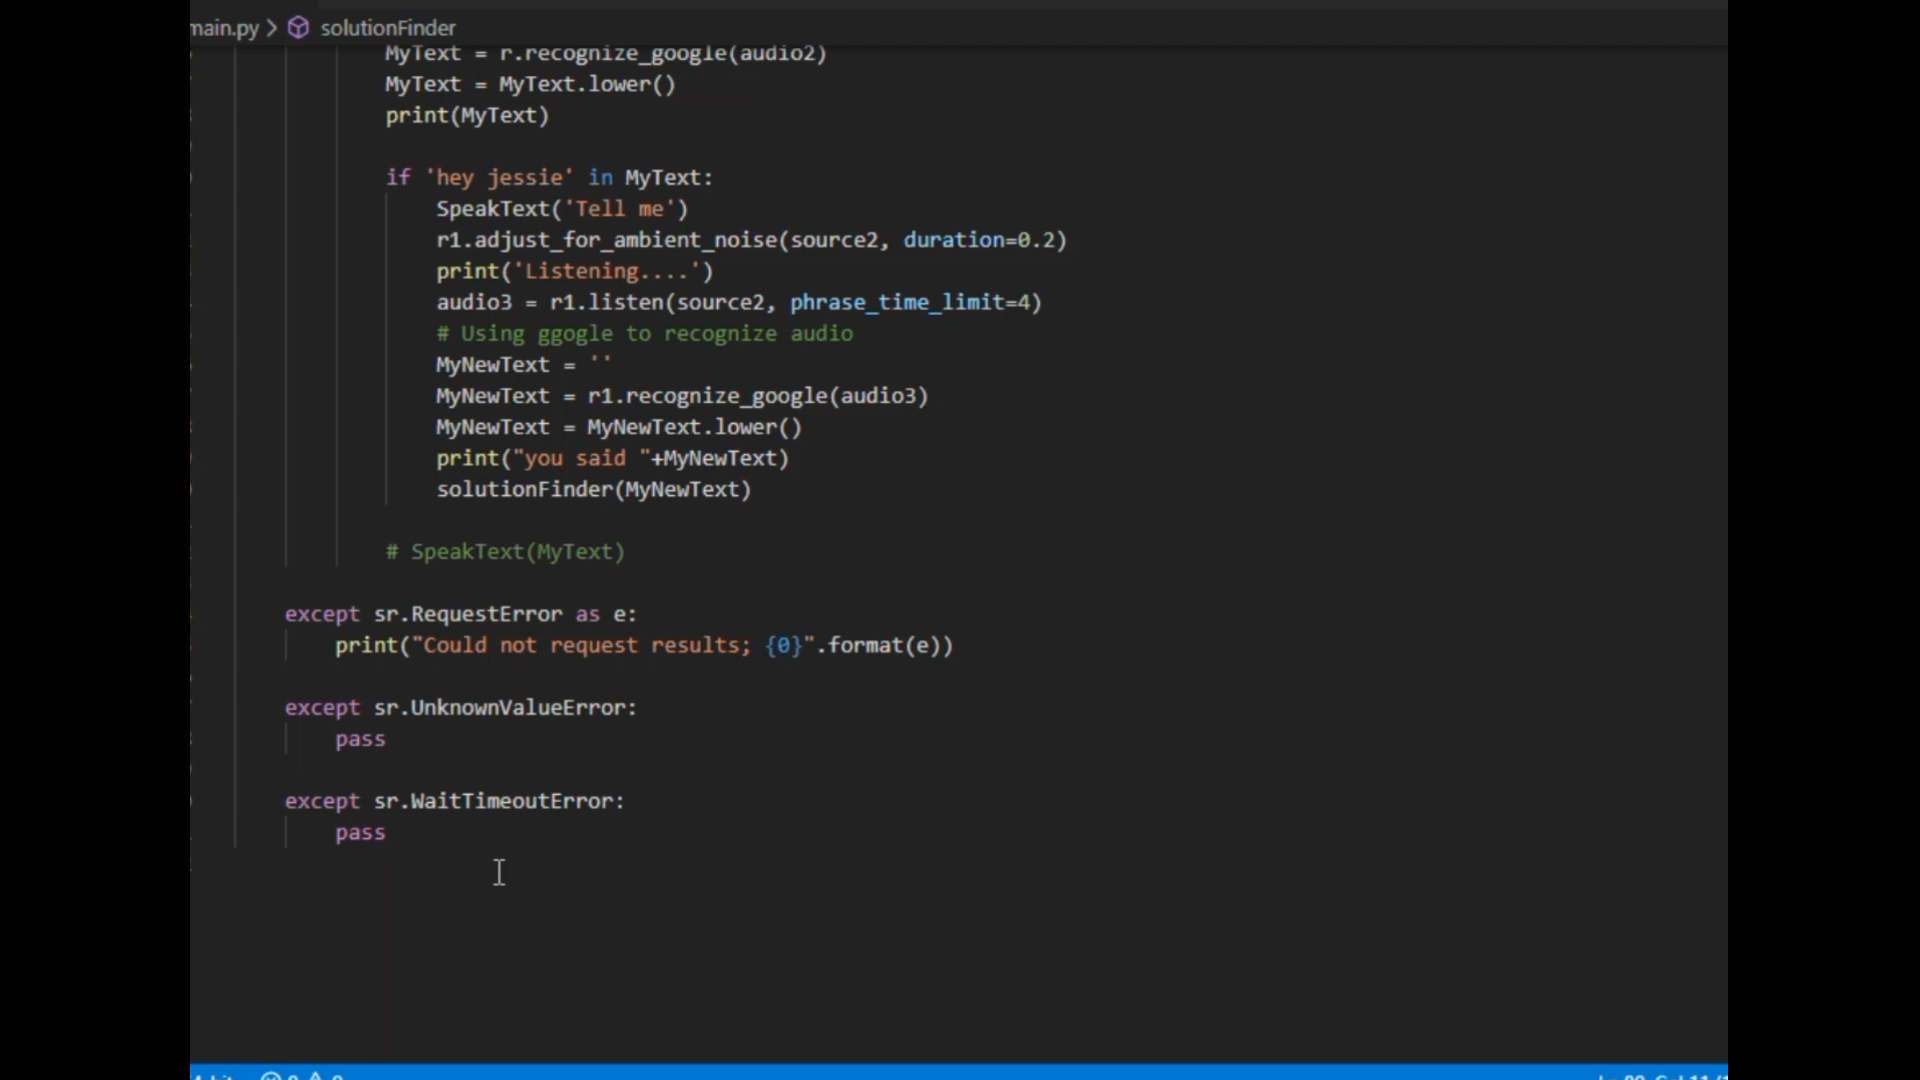 main.py > solutionFinder
MyText = r.recognize_google(audio2)
MyText = MyText.lower()
print(MyText)
if 'hey jessie' in MyText:
SpeakText('Tell me')
r1.adjust_for_ambient_noise(source2, duration=0.2)
print('Listening....')
audio3 = r1.listen(source2, phrase_time_limit=4)
# Using ggogle to recognize audio
MyNewText = ''
MyNewText = r1.recognize_google(audio3)
MyNewText = MyNewText.lower()
print("you said "+MyNewText)
solutionFinder(MyNewText)
# SpeakText(MyText)
except sr.RequestError as e:
print("Could not request results; {0}".format(e))
except sr.UnknownValueError:
pass
except sr.WaitTimeoutError:
pass